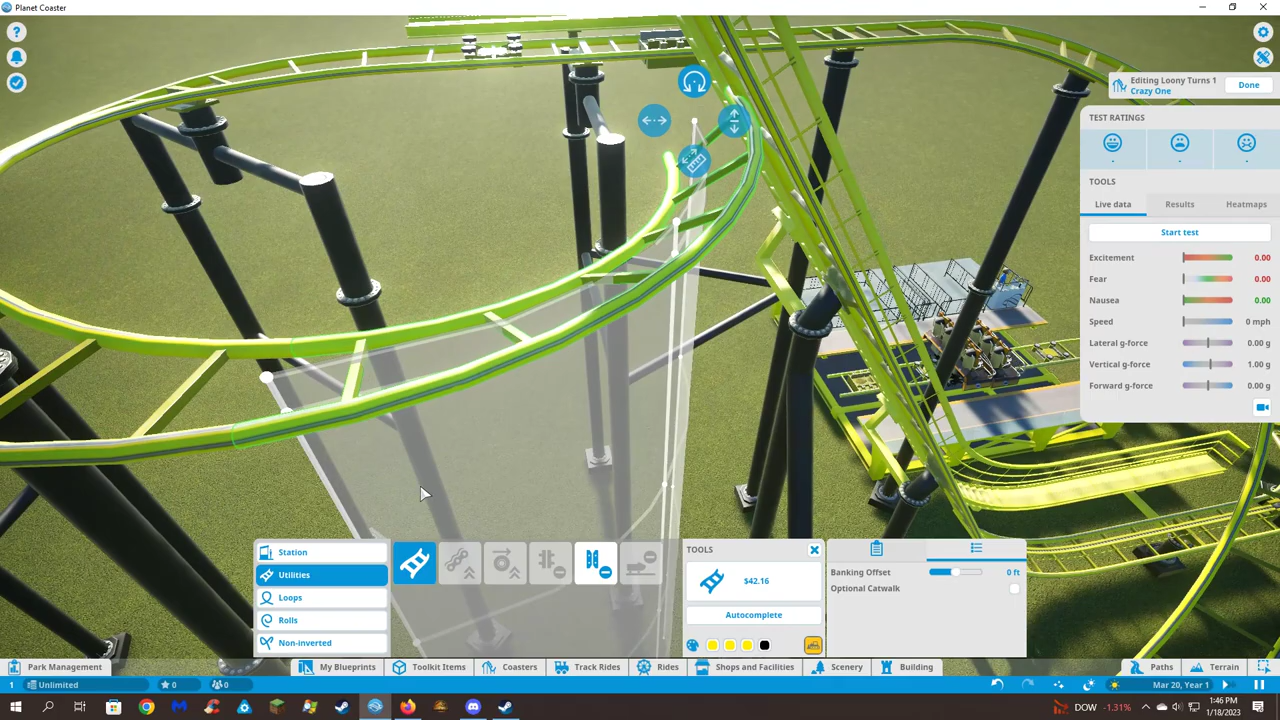 Planet Coaster
Editing Loony Turns 1
Crazy One
Done
TEST RATINGS
- - -
TOOLS
Live data Results Heatmaps
Start test
Excitement 0.00
Fear 0.00
Nausea 0.00
Speed 0 mph
Lateral g-force 0.00 g
Vertical g-force 1.00 g
Forward g-force 0.00 g
Station
Utilities
Loops
Rolls
Non-inverted
TOOLS
$42.16
Autocomplete
Banking Offset 0 ft
Optional Catwalk
Park Management My Blueprints Toolkit Items Coasters Track Rides Rides Shops and Facilities Scenery Building Paths Terrain
1 Unlimited 0 0 Mar 20, Year 1
DOW -1.31% 1:46 PM
1/18/2023